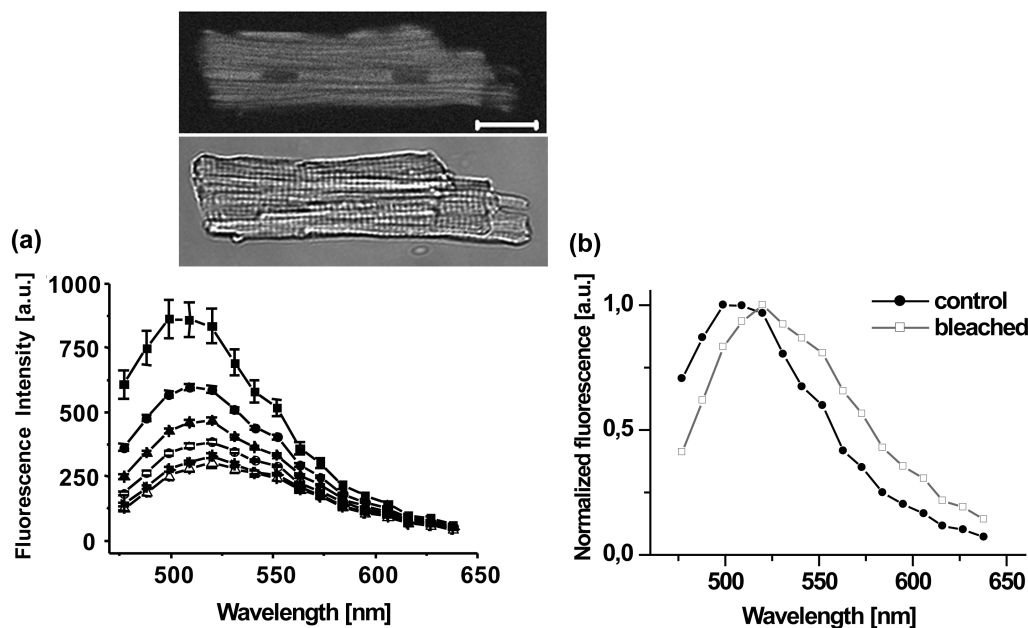 (a)
Fluorescence Intensity [a.u.]
1000
750
500
250
0
500
550
600
650
Wavelength [nm]
(b)
Normalized fluorescence
1,0
0,5
0,0
500
550
600
650
Wavelength [nm]
control
bleached